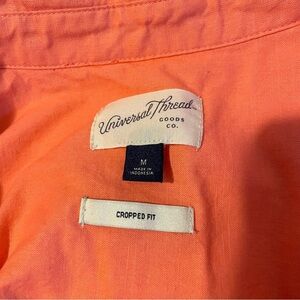 Universal Thread
GOODS
CO.
M
MADE IN
INDONESIA
CROPPED FIT